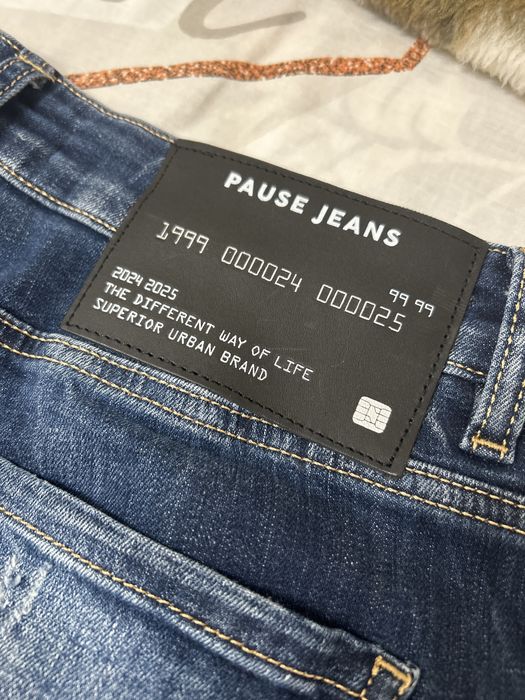 PAUSE JEANS
1999 000024 000025
99 99
2024 2025
THE DIFFERENT WAY OF LIFE
SUPERIOR URBAN BRAND